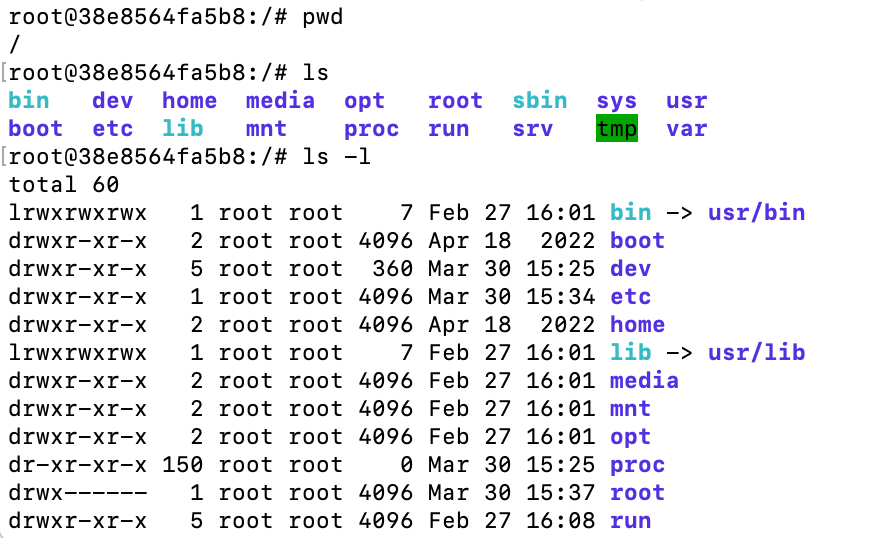 root@38e8564fa5b8:/# pwd
/
[root@38e8564fa5b8:/# ls
bin   dev  home  media  opt   root  sbin  sys  usr
boot  etc  lib   mnt    proc  run   srv   tmp  var
[root@38e8564fa5b8:/# ls -l
total 60
lrwxrwxrwx   1 root root    7 Feb 27 16:01 bin -> usr/bin
drwxr-xr-x   2 root root 4096 Apr 18  2022 boot
drwxr-xr-x   5 root root  360 Mar 30 15:25 dev
drwxr-xr-x   1 root root 4096 Mar 30 15:34 etc
drwxr-xr-x   2 root root 4096 Apr 18  2022 home
lrwxrwxrwx   1 root root    7 Feb 27 16:01 lib -> usr/lib
drwxr-xr-x   2 root root 4096 Feb 27 16:01 media
drwxr-xr-x   2 root root 4096 Feb 27 16:01 mnt
drwxr-xr-x   2 root root 4096 Feb 27 16:01 opt
dr-xr-xr-x 150 root root    0 Mar 30 15:25 proc
drwx------   1 root root 4096 Mar 30 15:37 root
drwxr-xr-x   5 root root 4096 Feb 27 16:08 run